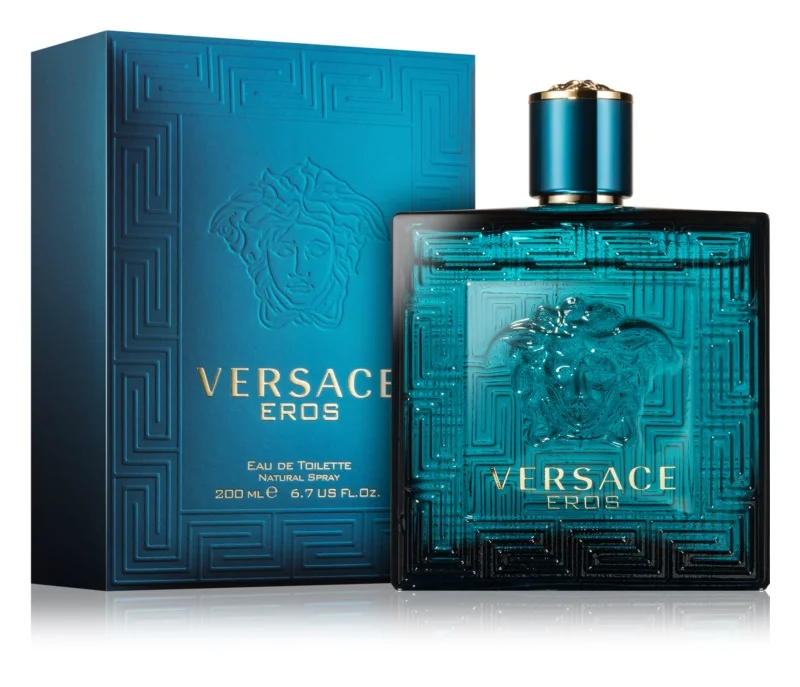 VERSACE
EROS
EAU DE TOILETTE
NATURAL SPRAY
200 ML ℮ 6.7 US FL.OZ.
VERSACE
EROS